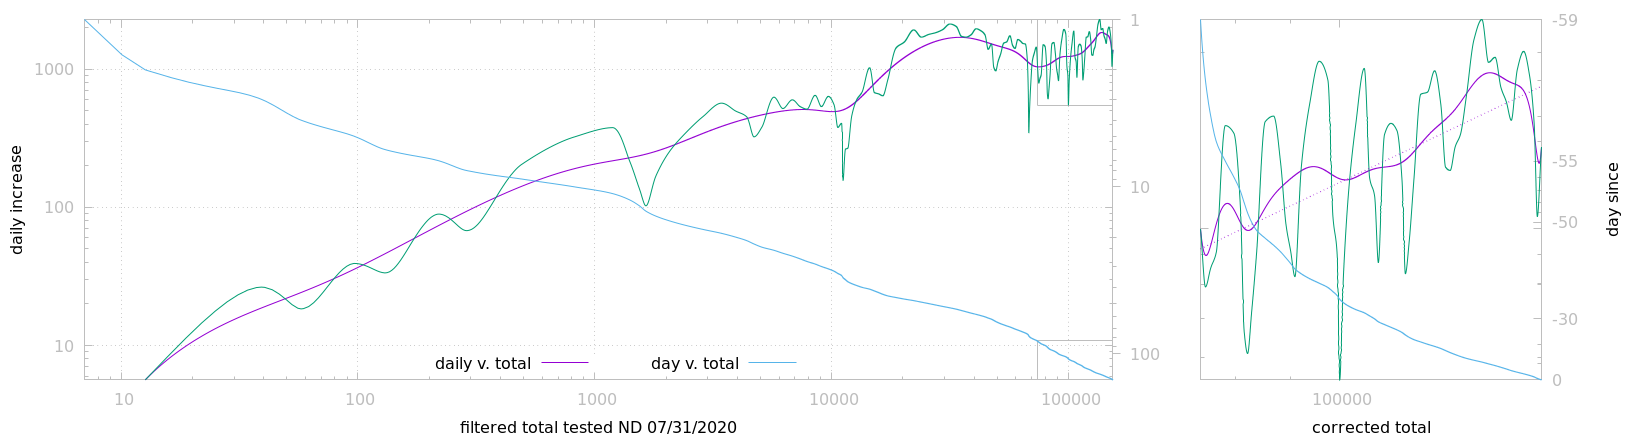 1000
100
10
daily increase
daily v. total
day v. total
1
10
100
10
100
1000
10000
100000
filtered total tested ND 07/31/2020
-59
-55
-50
-30
0
day since
100000
corrected total